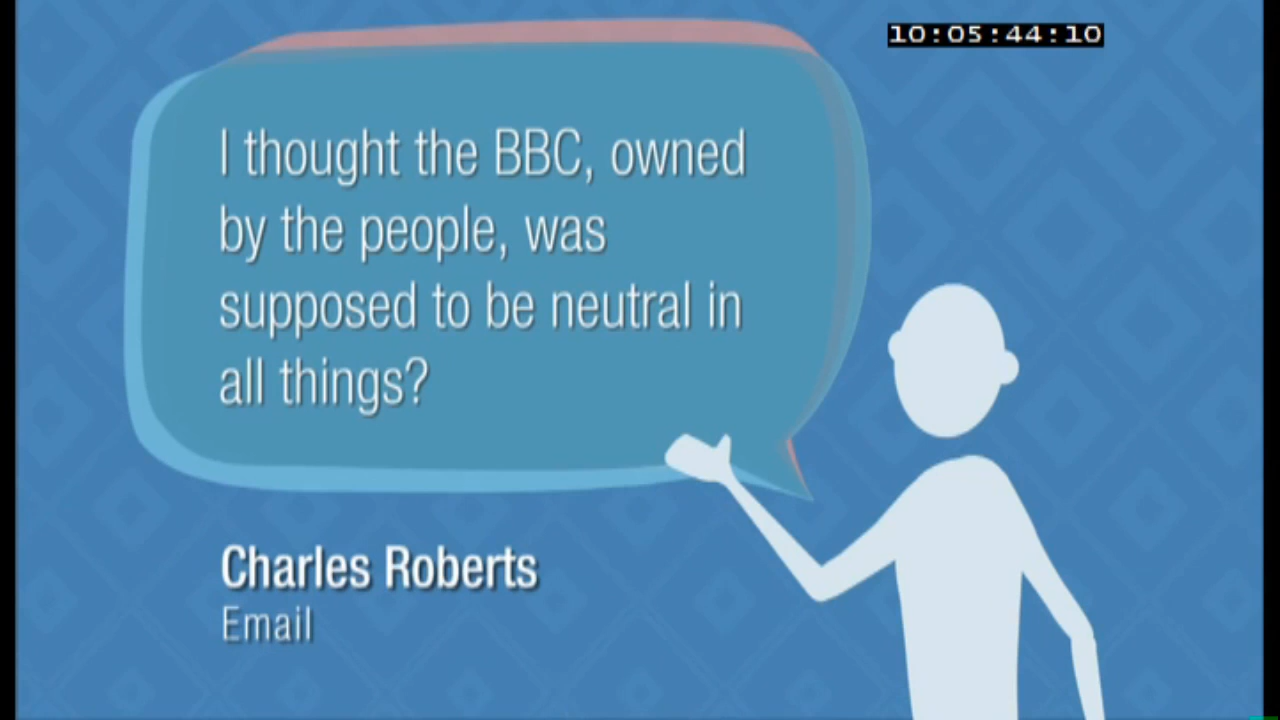 10:05:44:10
I thought the BBC, owned
by the people, was
supposed to be neutral in
all things?
Charles Roberts
Email